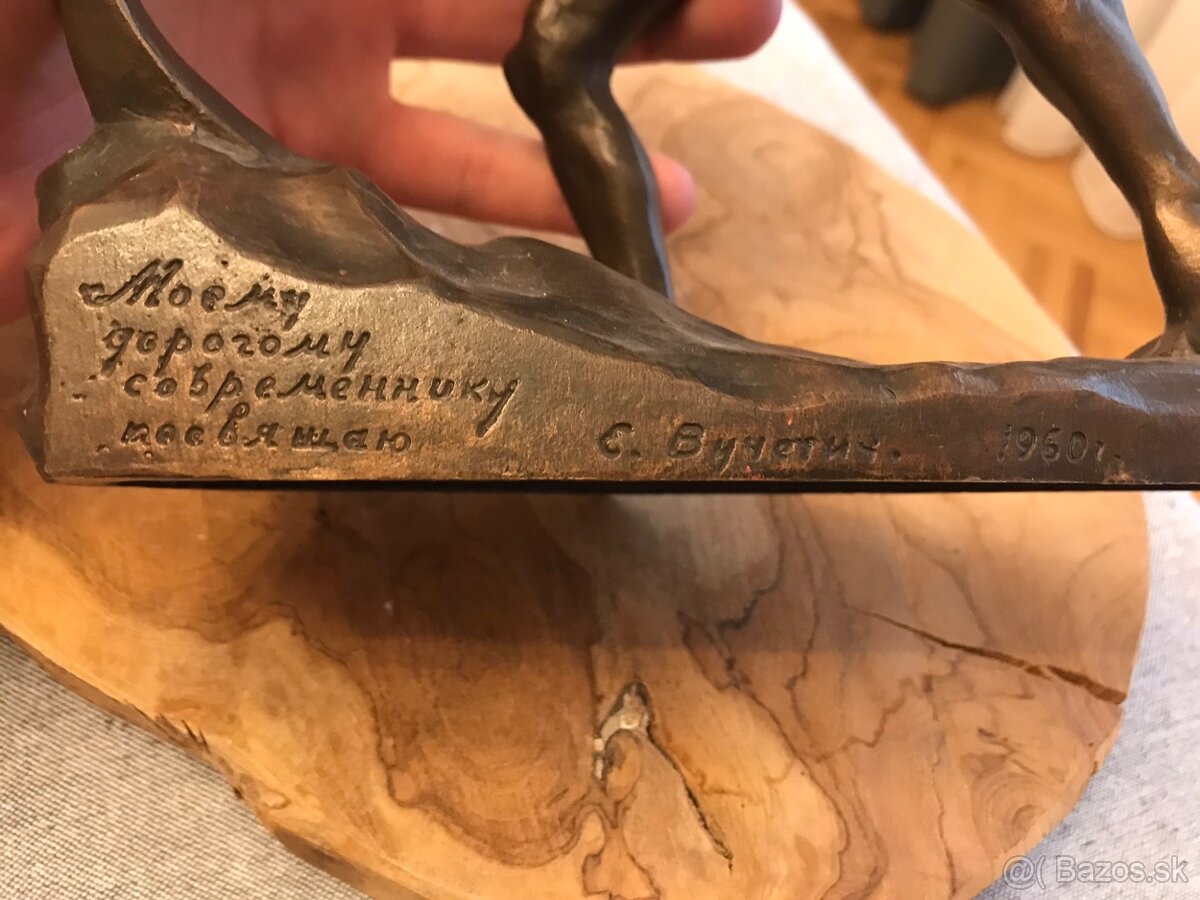 Моему
дорогому
современнику
посвящаю
Е. Вучетич.
1960г.
@( Bazos.sk